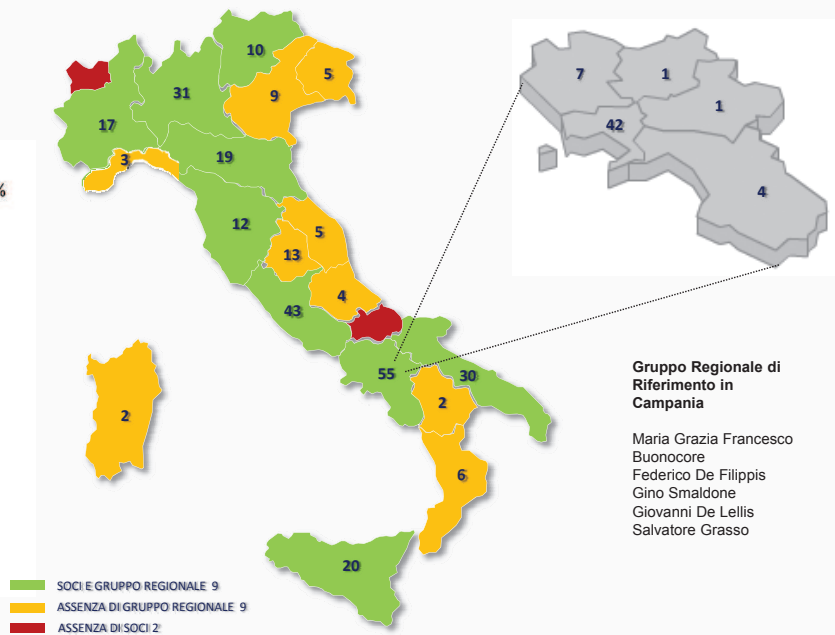 10
5
9
31
17
19
3
12
5
13
4
43
55
30
2
2
6
20
%
7
1
1
42
4
Gruppo Regionale di
Riferimento in
Campania
Maria Grazia Francesco
Buonocore
Federico De Filippis
Gino Smaldone
Giovanni De Lellis
Salvatore Grasso
SOCI E GRUPPO REGIONALE 9
ASSENZA DI GRUPPO REGIONALE 9
ASSENZA DI SOCI 2